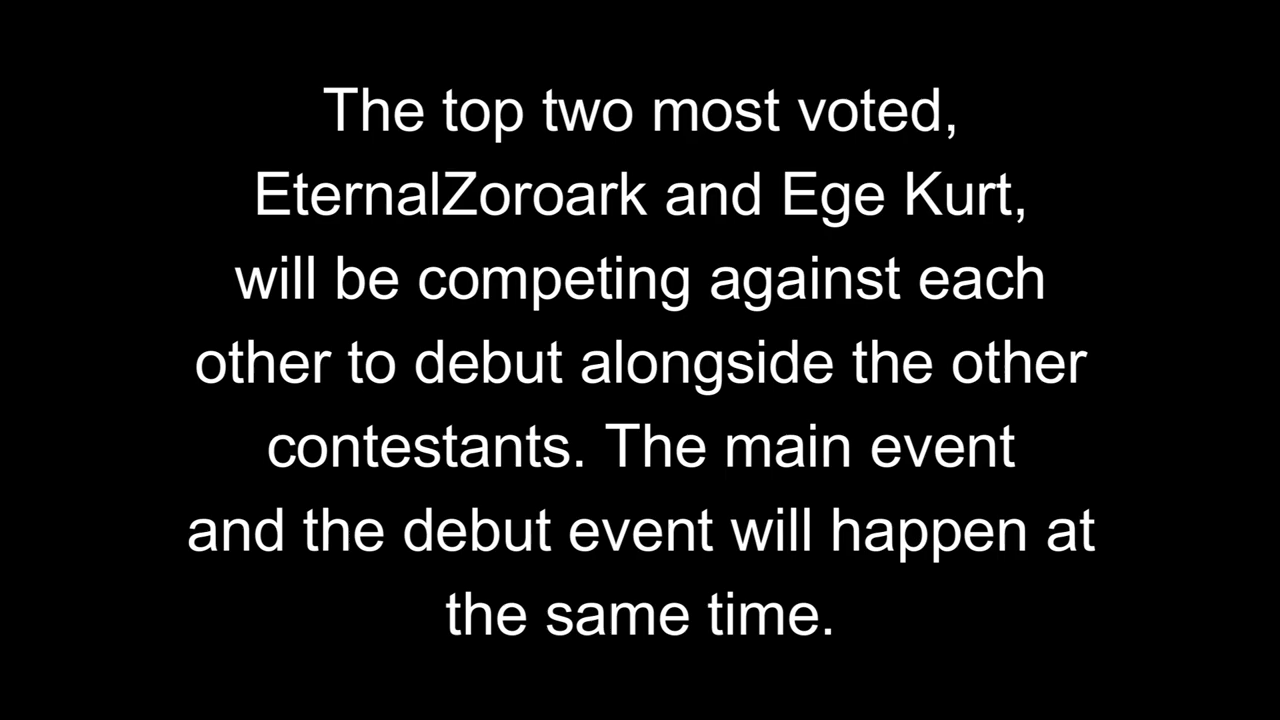 The top two most voted,
EternalZoroark and Ege Kurt,
will be competing against each
other to debut alongside the other
contestants. The main event
and the debut event will happen at
the same time.